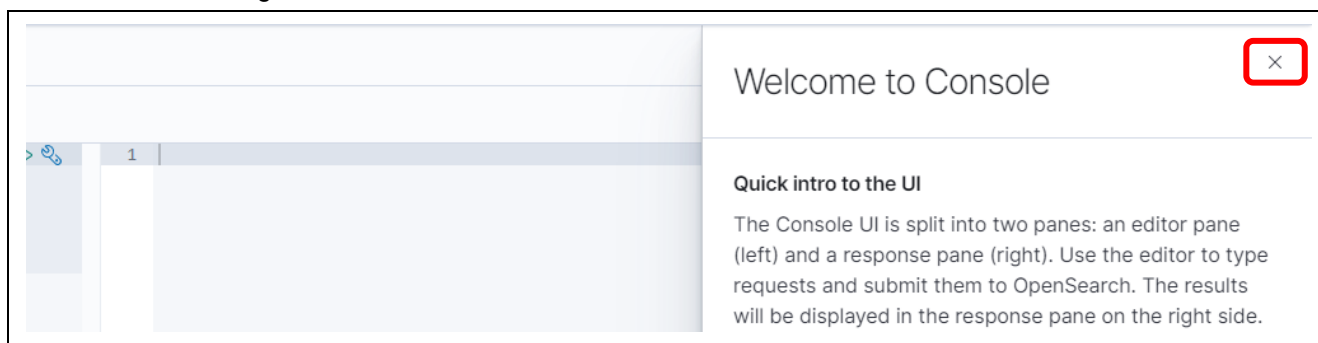 Welcome to Console
1
Quick intro to the UI
The Console UI is split into two panes: an editor pane
(left) and a response pane (right). Use the editor to type
requests and submit them to OpenSearch. The results
will be displayed in the response pane on the right side.